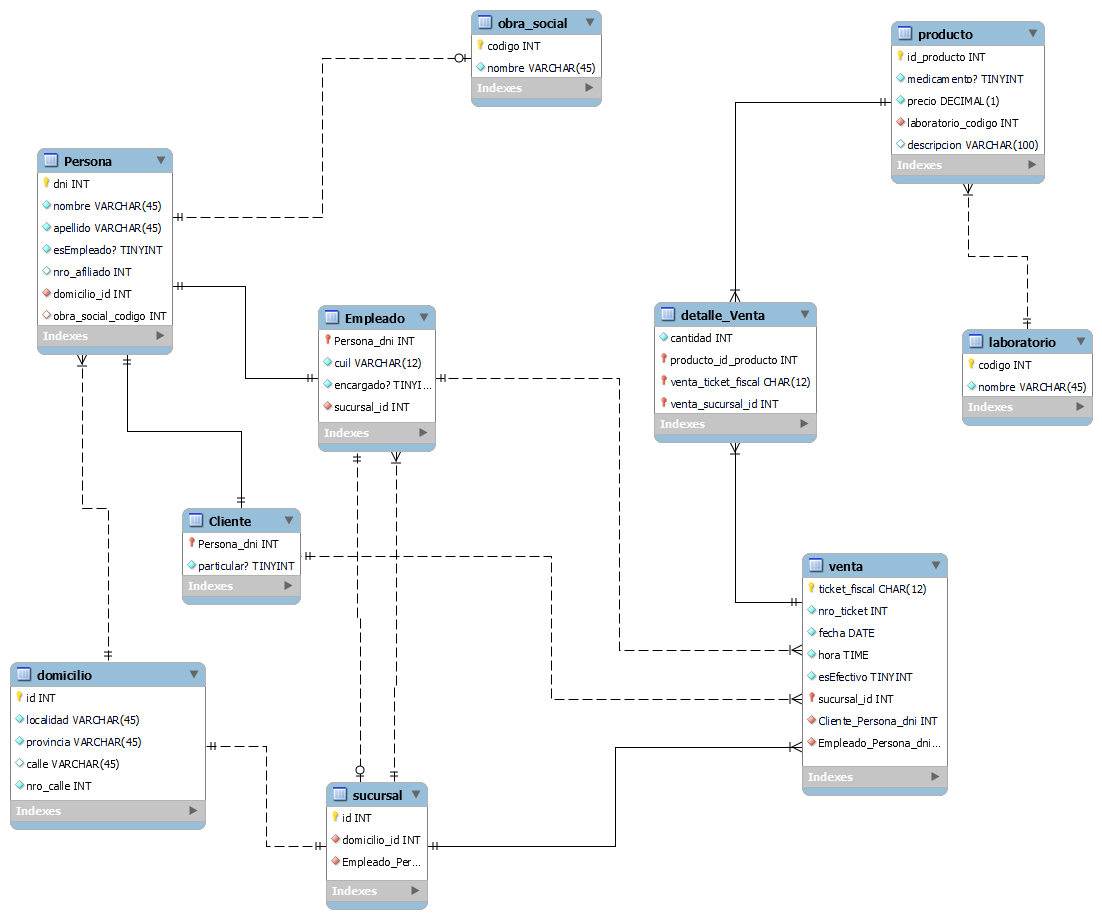 obra_social
codigo INT
nombre VARCHAR(45)
Indexes
producto
id_producto INT
medicamento? TINYINT
precio DECIMAL(1)
laboratorio_codigo INT
descripcion VARCHAR(100)
Indexes
Persona
dni INT
nombre VARCHAR(45)
apellido VARCHAR(45)
esEmpleado? TINYINT
nro_afiliado INT
domicilio_id INT
obra_social_codigo INT
Indexes
Empleado
Persona_dni INT
cuil VARCHAR(12)
encargado? TINYI...
sucursal_id INT
Indexes
detalle_Venta
cantidad INT
producto_id_producto INT
venta_ticket_fiscal CHAR(12)
venta_sucursal_id INT
Indexes
laboratorio
codigo INT
nombre VARCHAR(45)
Indexes
Cliente
Persona_dni INT
particular? TINYINT
Indexes
venta
ticket_fiscal CHAR(12)
nro_ticket INT
fecha DATE
hora TIME
esEfectivo TINYINT
sucursal_id INT
Cliente_Persona_dni INT
Empleado_Persona_dni...
Indexes
domicilio
id INT
localidad VARCHAR(45)
provincia VARCHAR(45)
calle VARCHAR(45)
nro_calle INT
Indexes
sucursal
id INT
domicilio_id INT
Empleado_Per...
Indexes